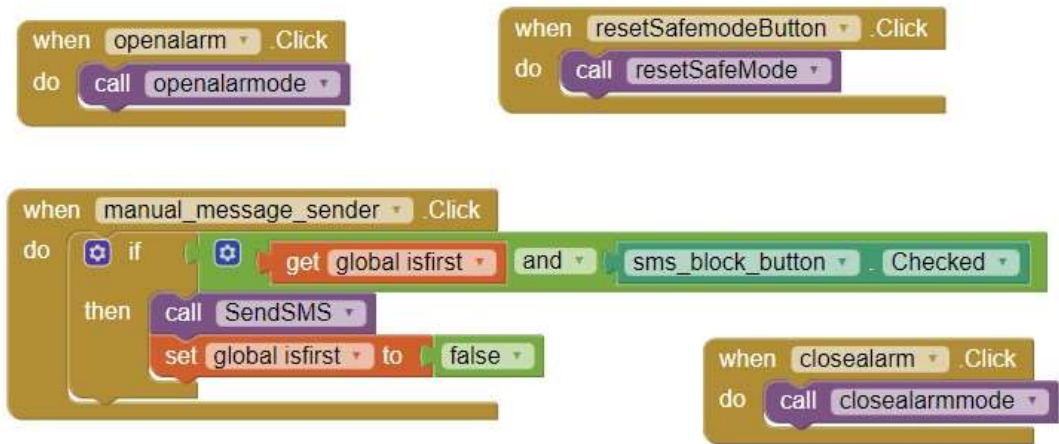 when openalarm .Click
do call openalarmode
when resetSafemodeButton .Click
do call resetSafeMode
when manual_message_sender .Click
do if get global isfirst and sms_block_button . Checked
then call SendSMS
set global isfirst to false
when closealarm .Click
do call closealarmmode